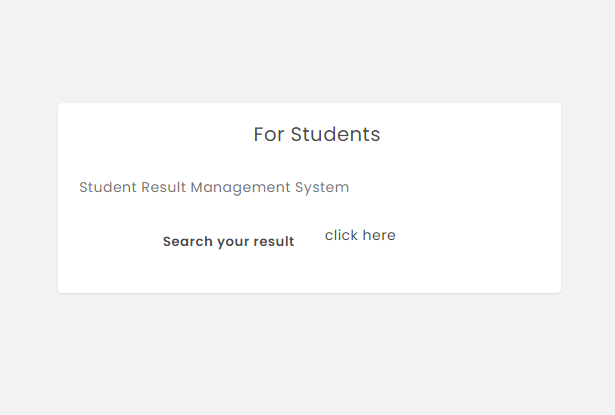 For Students
Student Result Management System
Search your result click here